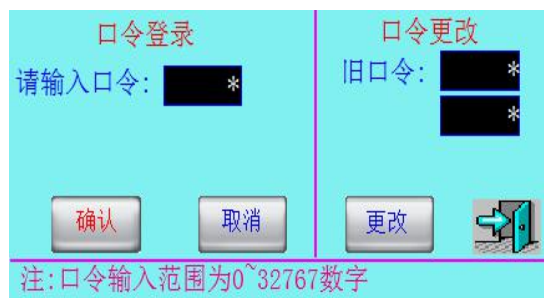 口令登录
请输入口令: *
确认 取消
口令更改
旧口令: *
*
更改
注:口令输入范围为0~32767数字